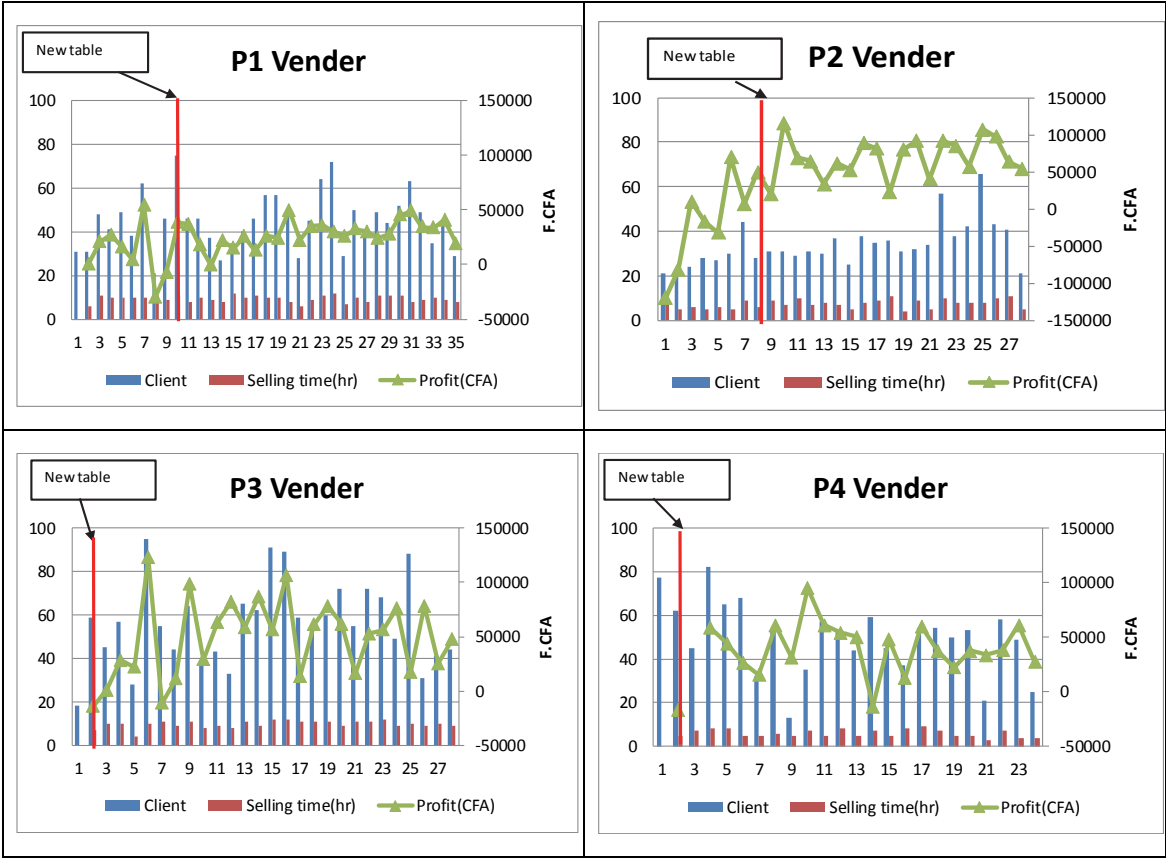 New table
P1 Vender
100
80
60
40
20
0
150000
100000
50000
0
-50000
F.CFA
1 3 5 7 9 11 13 15 17 19 21 23 25 27 29 31 33 35
Client Selling time(hr) Profit(CFA)
New table
P2 Vender
100
80
60
40
20
0
150000
100000
50000
0
-50000
-100000
-150000
F.CFA
1 3 5 7 9 11 13 15 17 19 21 23 25 27
Client Selling time(hr) Profit(CFA)
New table
P3 Vender
100
80
60
40
20
0
150000
100000
50000
0
-50000
F.CFA
1 3 5 7 9 11 13 15 17 19 21 23 25 27
Client Selling time(hr) Profit(CFA)
New table
P4 Vender
100
80
60
40
20
0
150000
100000
50000
0
-50000
F.CFA
1 3 5 7 9 11 13 15 17 19 21 23
Client Selling time(hr) Profit(CFA)